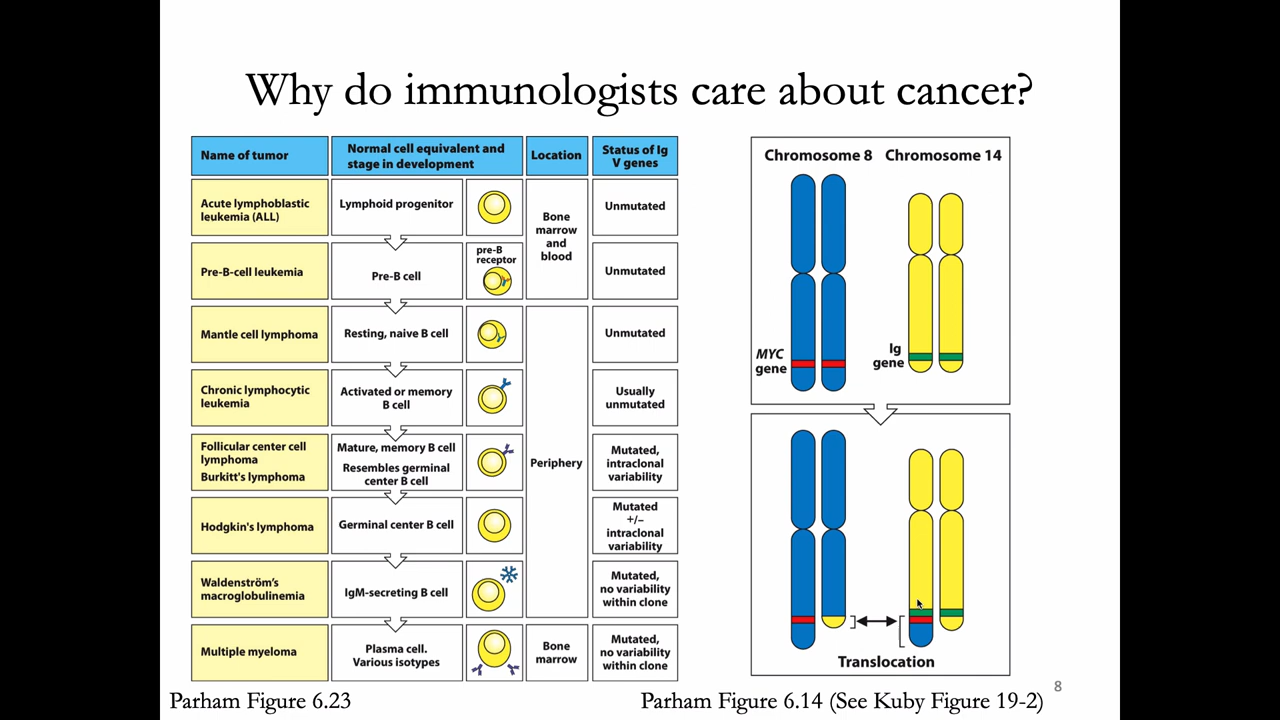 Why do immunologists care about cancer?
Name of tumor
Normal cell equivalent and
stage in development
Location
Status of Ig
V genes
Acute lymphoblastic
leukemia (ALL)
Lymphoid progenitor
Bone
marrow
and
blood
Unmutated
Pre-B-cell leukemia
Pre-B cell
pre-B
receptor
Unmutated
Mantle cell lymphoma
Resting, naive B cell
Unmutated
Chronic lymphocytic
leukemia
Activated or memory
B cell
Usually
unmutated
Follicular center cell
lymphoma
Burkitt's lymphoma
Mature, memory B cell
Resembles germinal
center B cell
Periphery
Mutated,
intraclonal
variability
Hodgkin's lymphoma
Germinal center B cell
Mutated
+/–
intraclonal
variability
Waldenström's
macroglobulinemia
IgM-secreting B cell
Mutated,
no variability
within clone
Multiple myeloma
Plasma cell.
Various isotypes
Bone
marrow
Mutated,
no variability
within clone
Parham Figure 6.23
Chromosome 8 Chromosome 14
MYC
gene
Ig
gene
Translocation
Parham Figure 6.14 (See Kuby Figure 19-2)
8